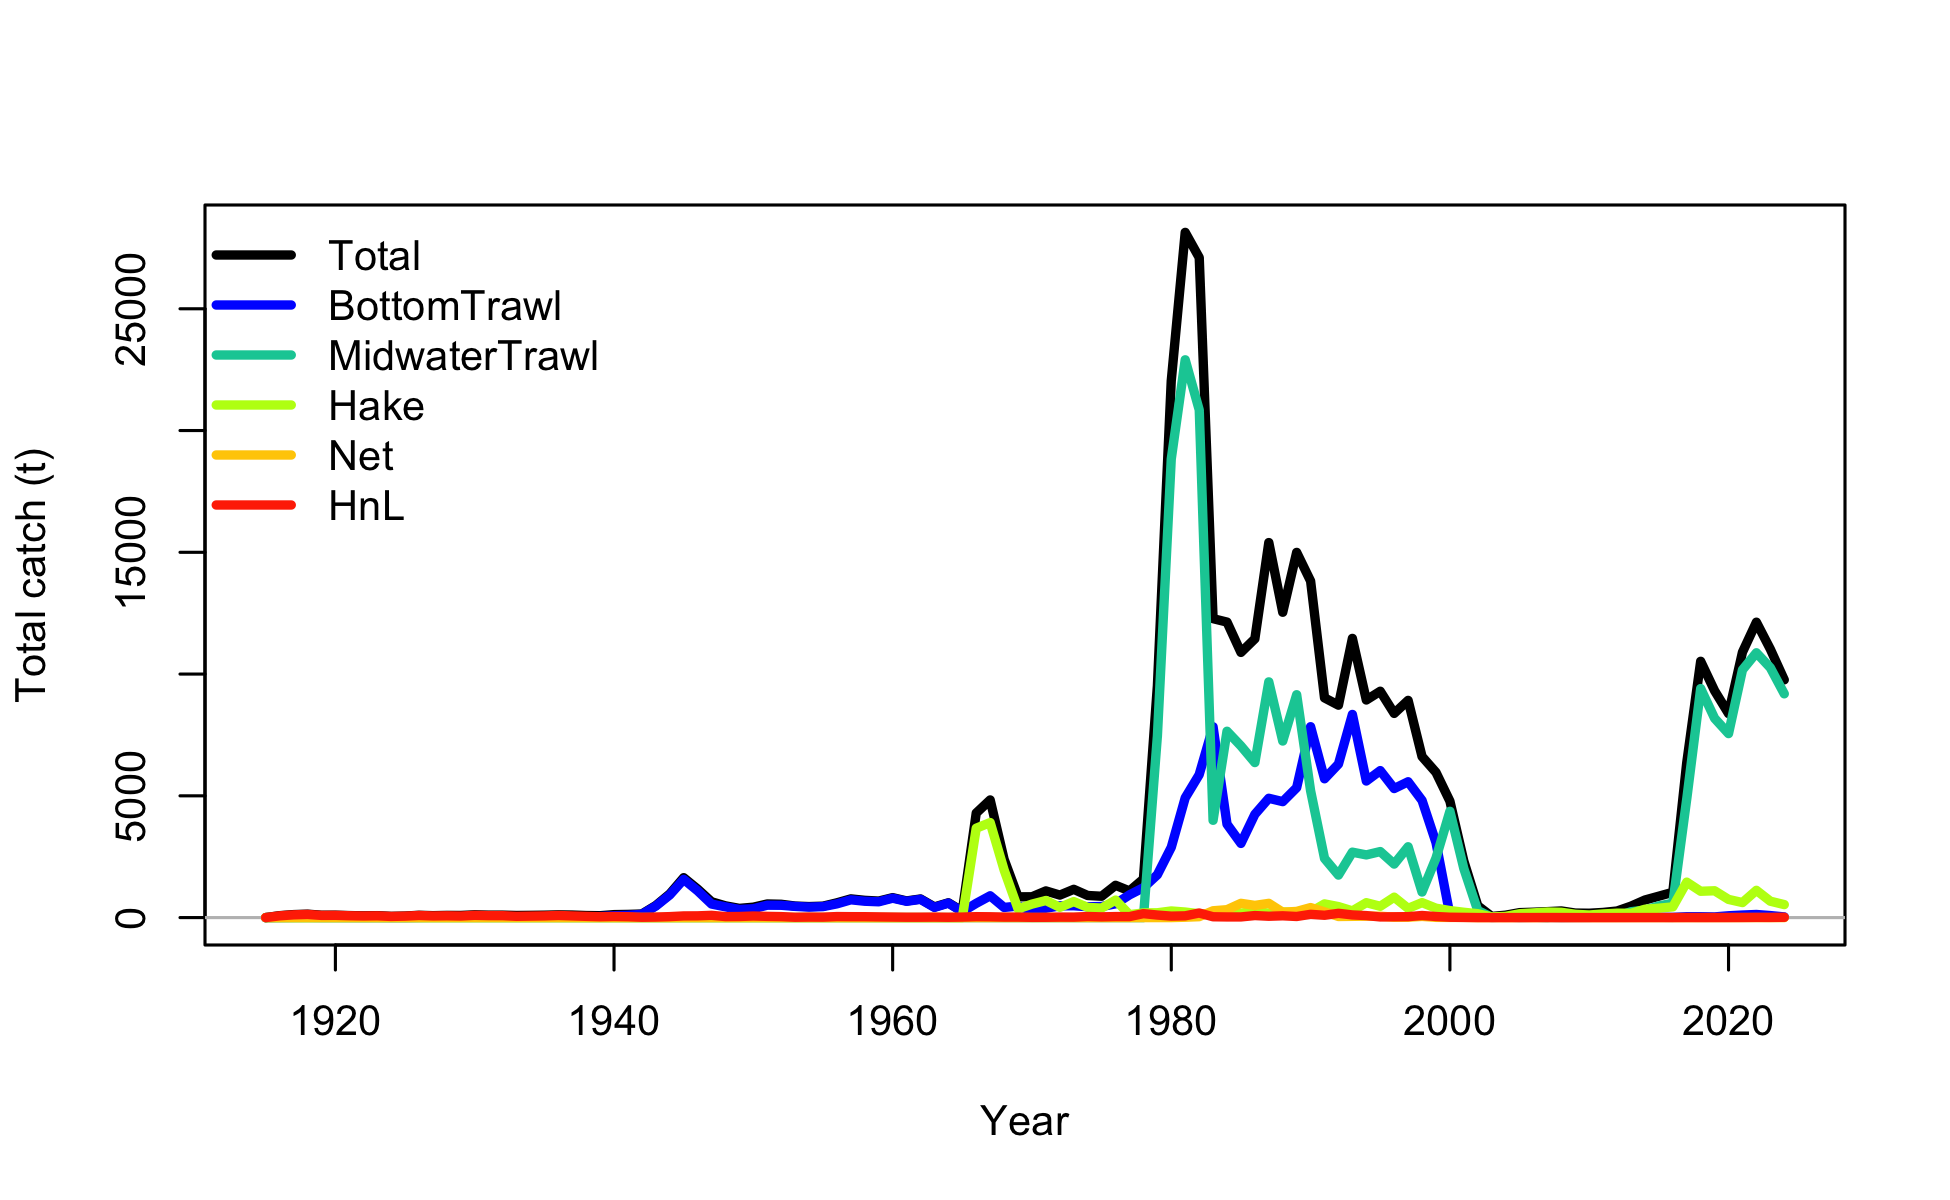 Total
BottomTrawl
MidwaterTrawl
Hake
Net
HnL
Total catch (t)
25000
15000
5000
0
1920 1940 1960 1980 2000 2020
Year